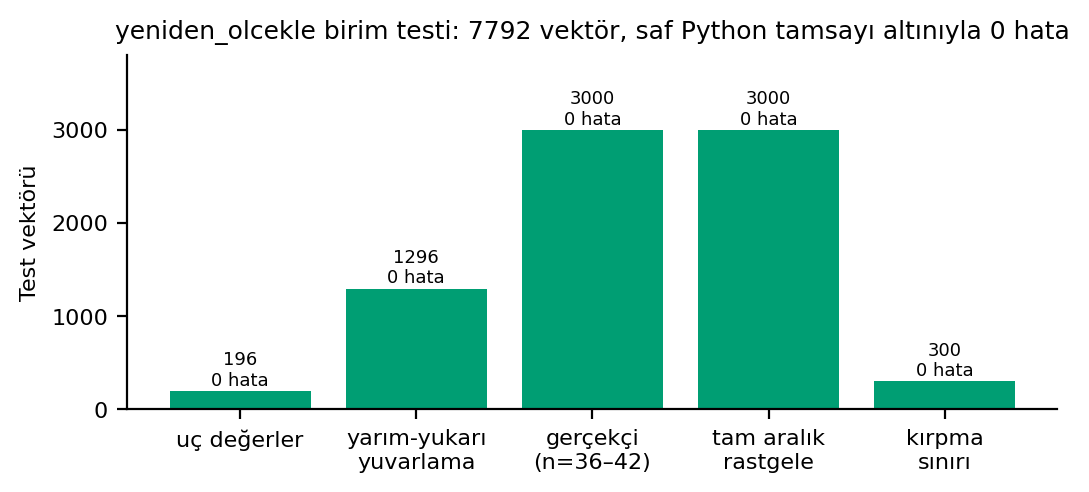 yeniden_olcekle birim testi: 7792 vektör, saf Python tamsayı altınıyla 0 hata
Test vektörü
3000
2000
1000
0
196
0 hata
1296
0 hata
3000
0 hata
3000
0 hata
300
0 hata
uç değerler
yarım-yukarı
yuvarlama
gerçekçi
(n=36–42)
tam aralık
rastgele
kırpma
sınırı